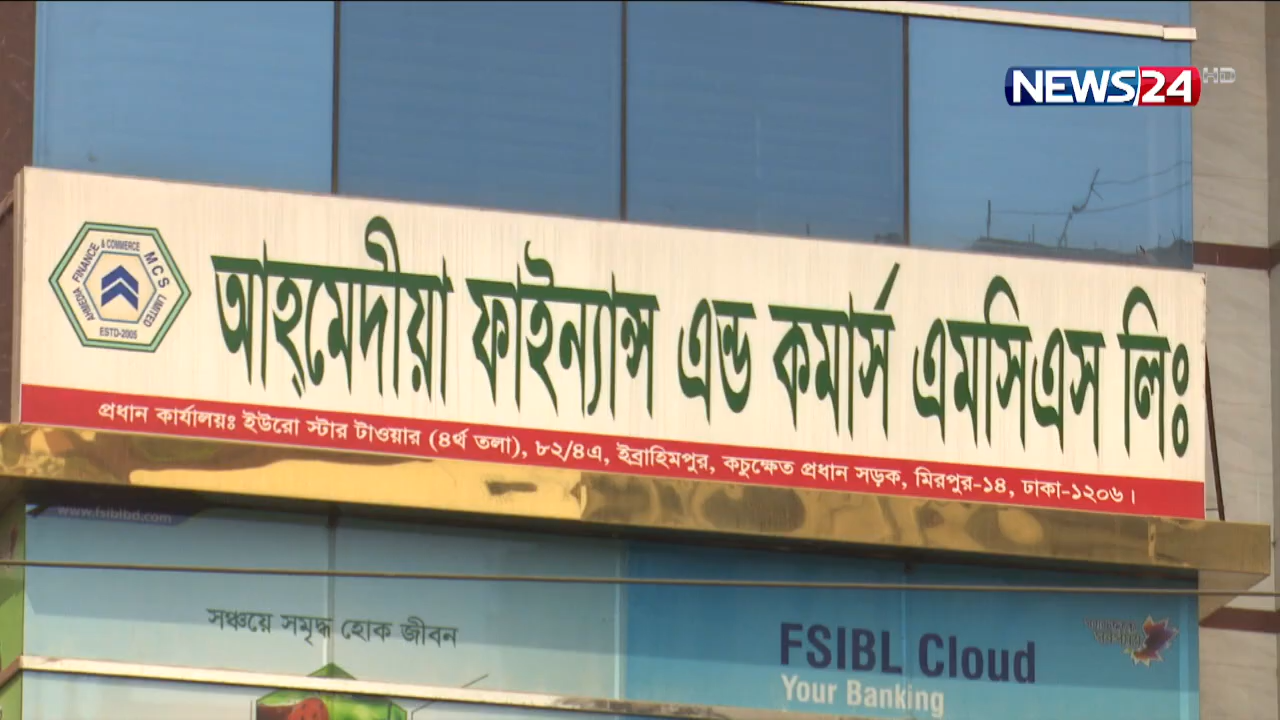 NEWS24 HD
FINANCE & COMMERCE MCS LIMITED
ESTD-2005
আহ্‌মেদীয়া ফাইন্যান্স এন্ড কমার্স এমসিএস লিঃ
প্রধান কার্যালয়ঃ ইউরো স্টার টাওয়ার (৪র্থ তলা), ৮২/৪এ, ইব্রাহিমপুর, কচুক্ষেত প্রধান সড়ক, মিরপুর-১৪, ঢাকা-১২০৬।
www.fsiblbd.com
সঞ্চয়ে সমৃদ্ধ হোক জীবন
FSIBL Cloud
Your Banking